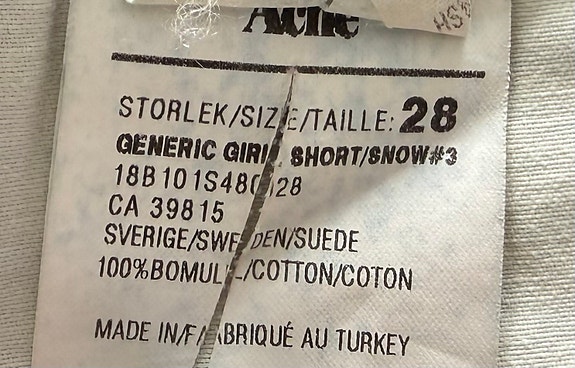 Acne
STORLEK/SIZE/TAILLE: 28
GENERIC GIRL SHORT/SNOW#3
CA 39815
SVERIGE/SWEDEN/SUEDE
100%BOMULL/COTTON/COTON
MADE IN/FABRIQUÉ AU TURKEY